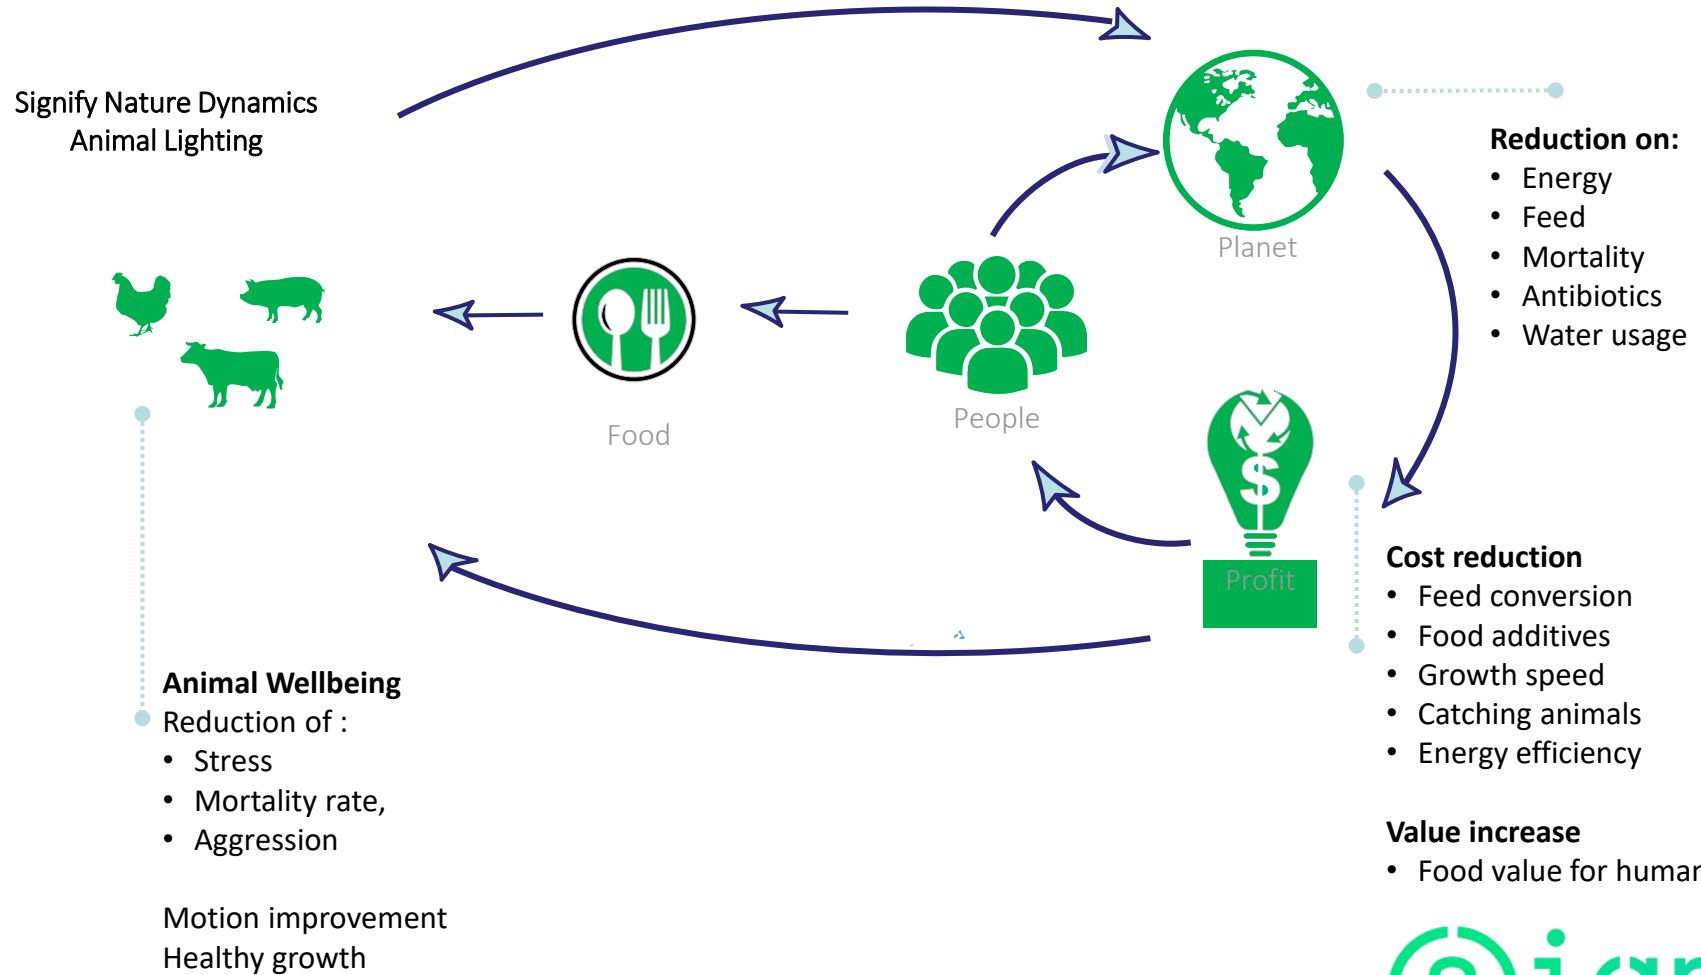 Signify Nature Dynamics
Animal Lighting
Planet
Reduction on:
• Energy
• Feed
• Mortality
• Antibiotics
• Water usage
Food
People
$
Profit
Cost reduction
• Feed conversion
• Food additives
• Growth speed
• Catching animals
• Energy efficiency
Value increase
• Food value for human
Animal Wellbeing
Reduction of :
• Stress
• Mortality rate,
• Aggression
Motion improvement
Healthy growth